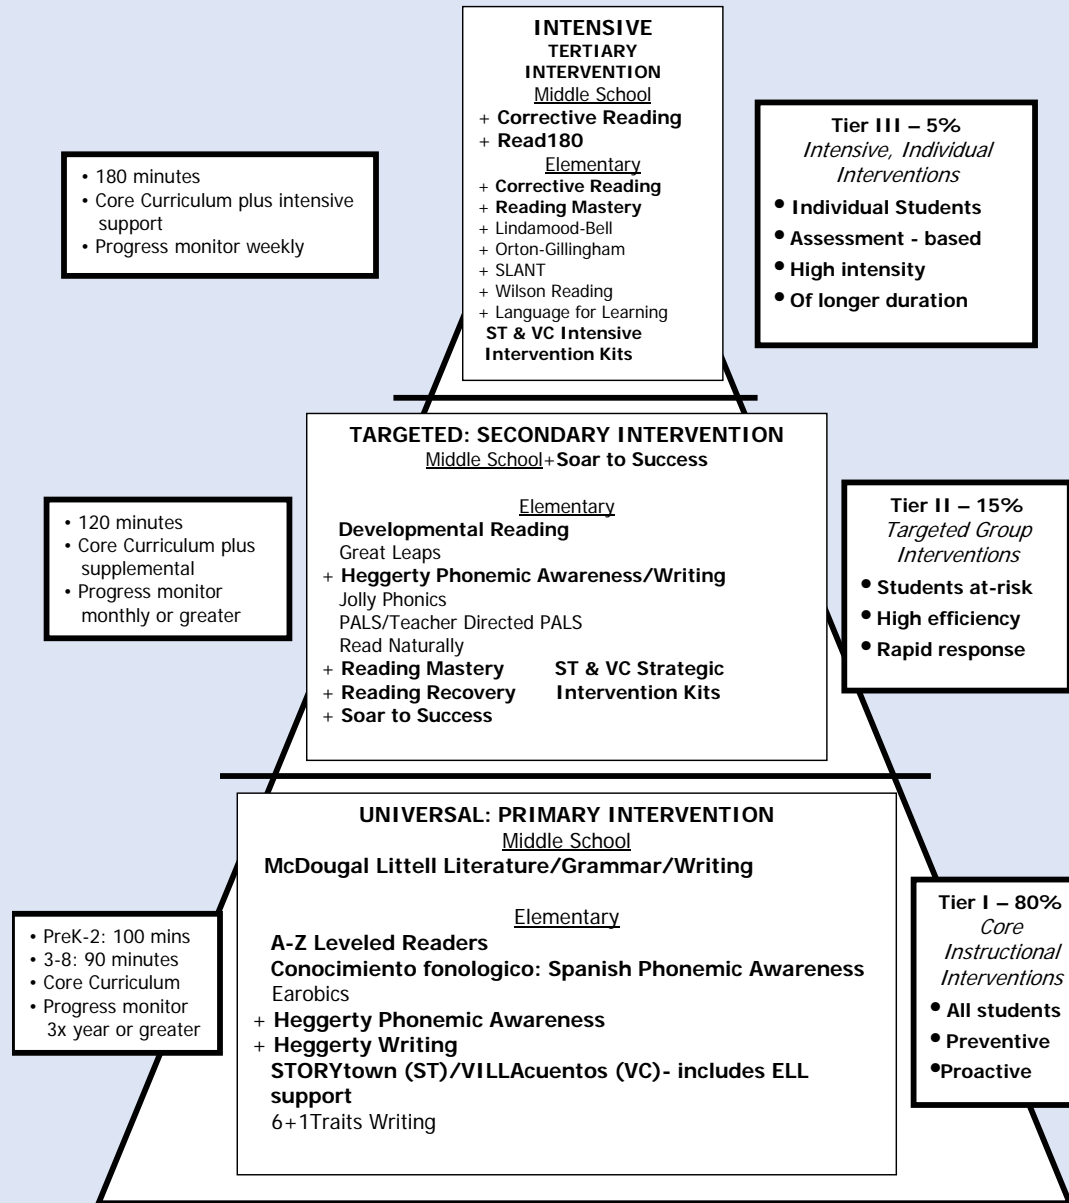 INTENSIVE
TERTIARY
INTERVENTION
Middle School
+ Corrective Reading
+ Read180
Elementary
+ Corrective Reading
+ Reading Mastery
+ Lindamood-Bell
+ Orton-Gillingham
+ SLANT
+ Wilson Reading
+ Language for Learning
ST & VC Intensive
Intervention Kits
• 180 minutes
• Core Curriculum plus intensive
support
• Progress monitor weekly
Tier III – 5%
Intensive, Individual
Interventions
• Individual Students
• Assessment - based
• High intensity
• Of longer duration
TARGETED: SECONDARY INTERVENTION
Middle School+Soar to Success
Elementary
Developmental Reading
Great Leaps
+ Heggerty Phonemic Awareness/Writing
Jolly Phonics
PALS/Teacher Directed PALS
Read Naturally
+ Reading Mastery ST & VC Strategic
+ Reading Recovery Intervention Kits
+ Soar to Success
• 120 minutes
• Core Curriculum plus
supplemental
• Progress monitor
monthly or greater
Tier II – 15%
Targeted Group
Interventions
• Students at-risk
• High efficiency
• Rapid response
UNIVERSAL: PRIMARY INTERVENTION
Middle School
McDougal Littell Literature/Grammar/Writing
Elementary
A-Z Leveled Readers
Conocimiento fonologico: Spanish Phonemic Awareness
Earobics
+ Heggerty Phonemic Awareness
+ Heggerty Writing
STORYtown (ST)/VILLAcuentos (VC)- includes ELL
support
6+1Traits Writing
• PreK-2: 100 mins
• 3-8: 90 minutes
• Core Curriculum
• Progress monitor
3x year or greater
Tier I – 80%
Core
Instructional
Interventions
• All students
• Preventive
•Proactive